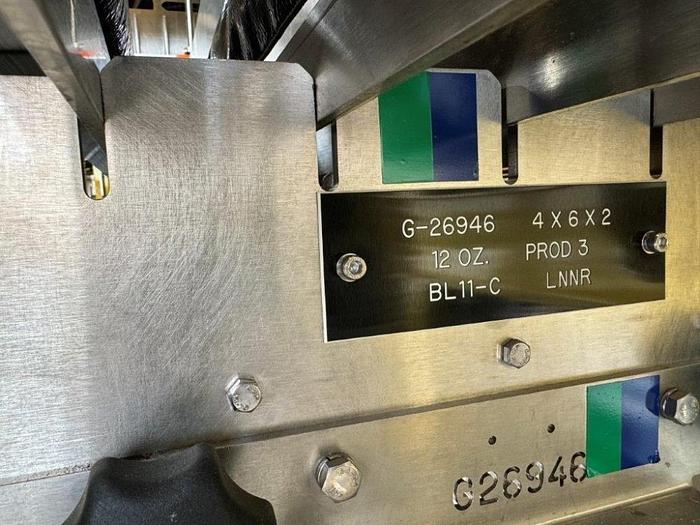 G-26946 4 X 6 X 2
12 OZ. PROD 3
BL11-C LNNR
G26946